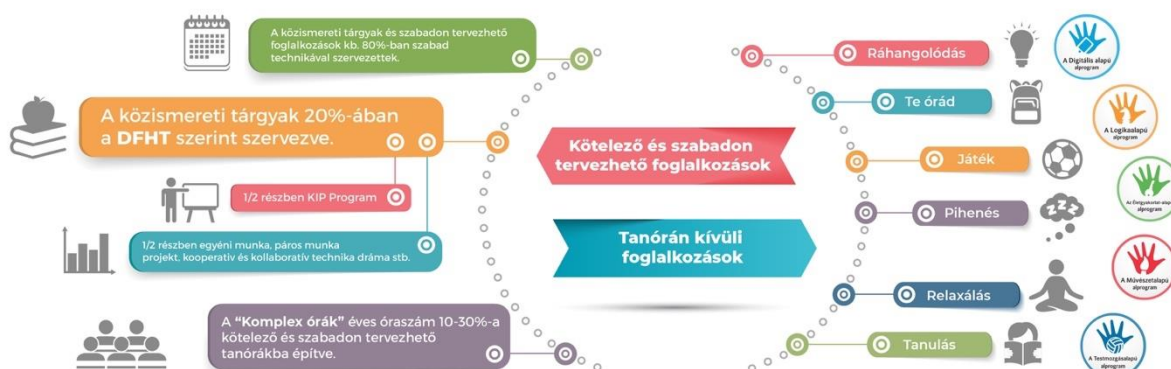 A közismereti tárgyak és szabadon tervezhető
foglalkozások kb. 80%-ban szabad
technikával szervezettek.
A közismereti tárgyak 20%-ában
a DFHT szerint szervezve.
1/2 részben KIP Program
1/2 részben egyéni munka, páros munka
projekt, kooperatív és kollaboratív technika dráma stb.
A “Komplex órák” éves óraszám 10-30%-a
kötelező és szabadon tervezhető
tanórákba építve.
Kötelező és szabadon
tervezhető foglalkozások
Tanórán kívüli
foglalkozások
Ráhangolódás
Te órád
Játék
Pihenés
Relaxálás
Tanulás
A Digitális alapú
alprogram
A Logikaalapú
alprogram
alprogram
A Művészetalapú
alprogram
A Testmozgásalapú
alprogram